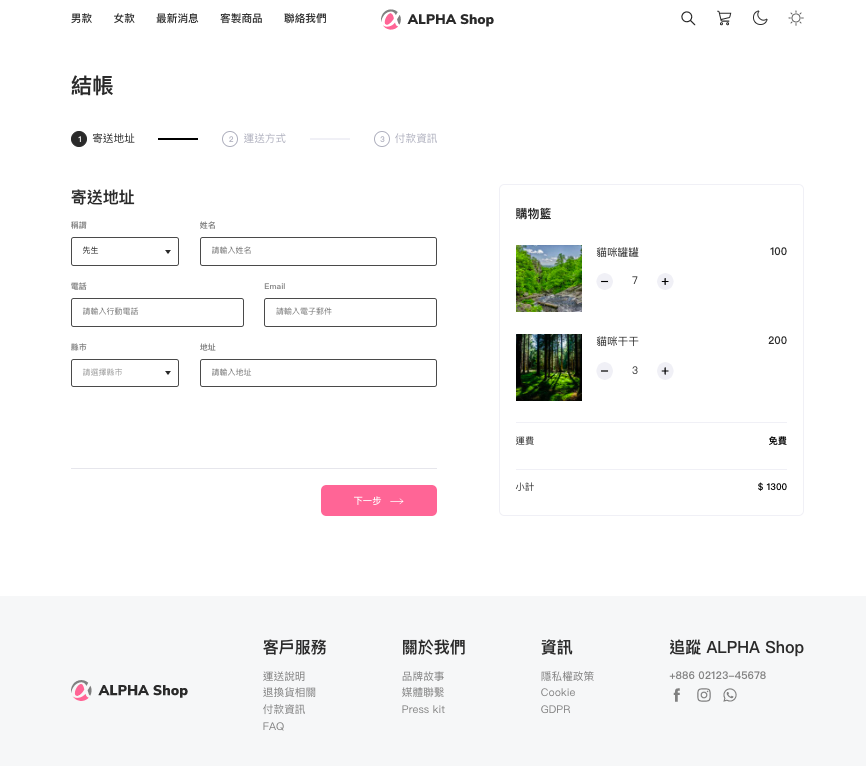 男款 女款 最新消息 客製商品 聯絡我們 ALPHA Shop
結帳
1 寄送地址 2 運送方式 3 付款資訊
寄送地址
稱謂 姓名
先生 請輸入姓名
電話 Email
請輸入行動電話 請輸入電子郵件
縣市 地址
請選擇縣市 請輸入地址
下一步
購物籃
貓咪罐罐 100
7
貓咪干干 200
3
運費 免費
小計 $ 1300
ALPHA Shop
客戶服務
運送說明
退換貨相關
付款資訊
FAQ
關於我們
品牌故事
媒體聯繫
Press kit
資訊
隱私權政策
Cookie
GDPR
追蹤 ALPHA Shop
+886 02123-45678